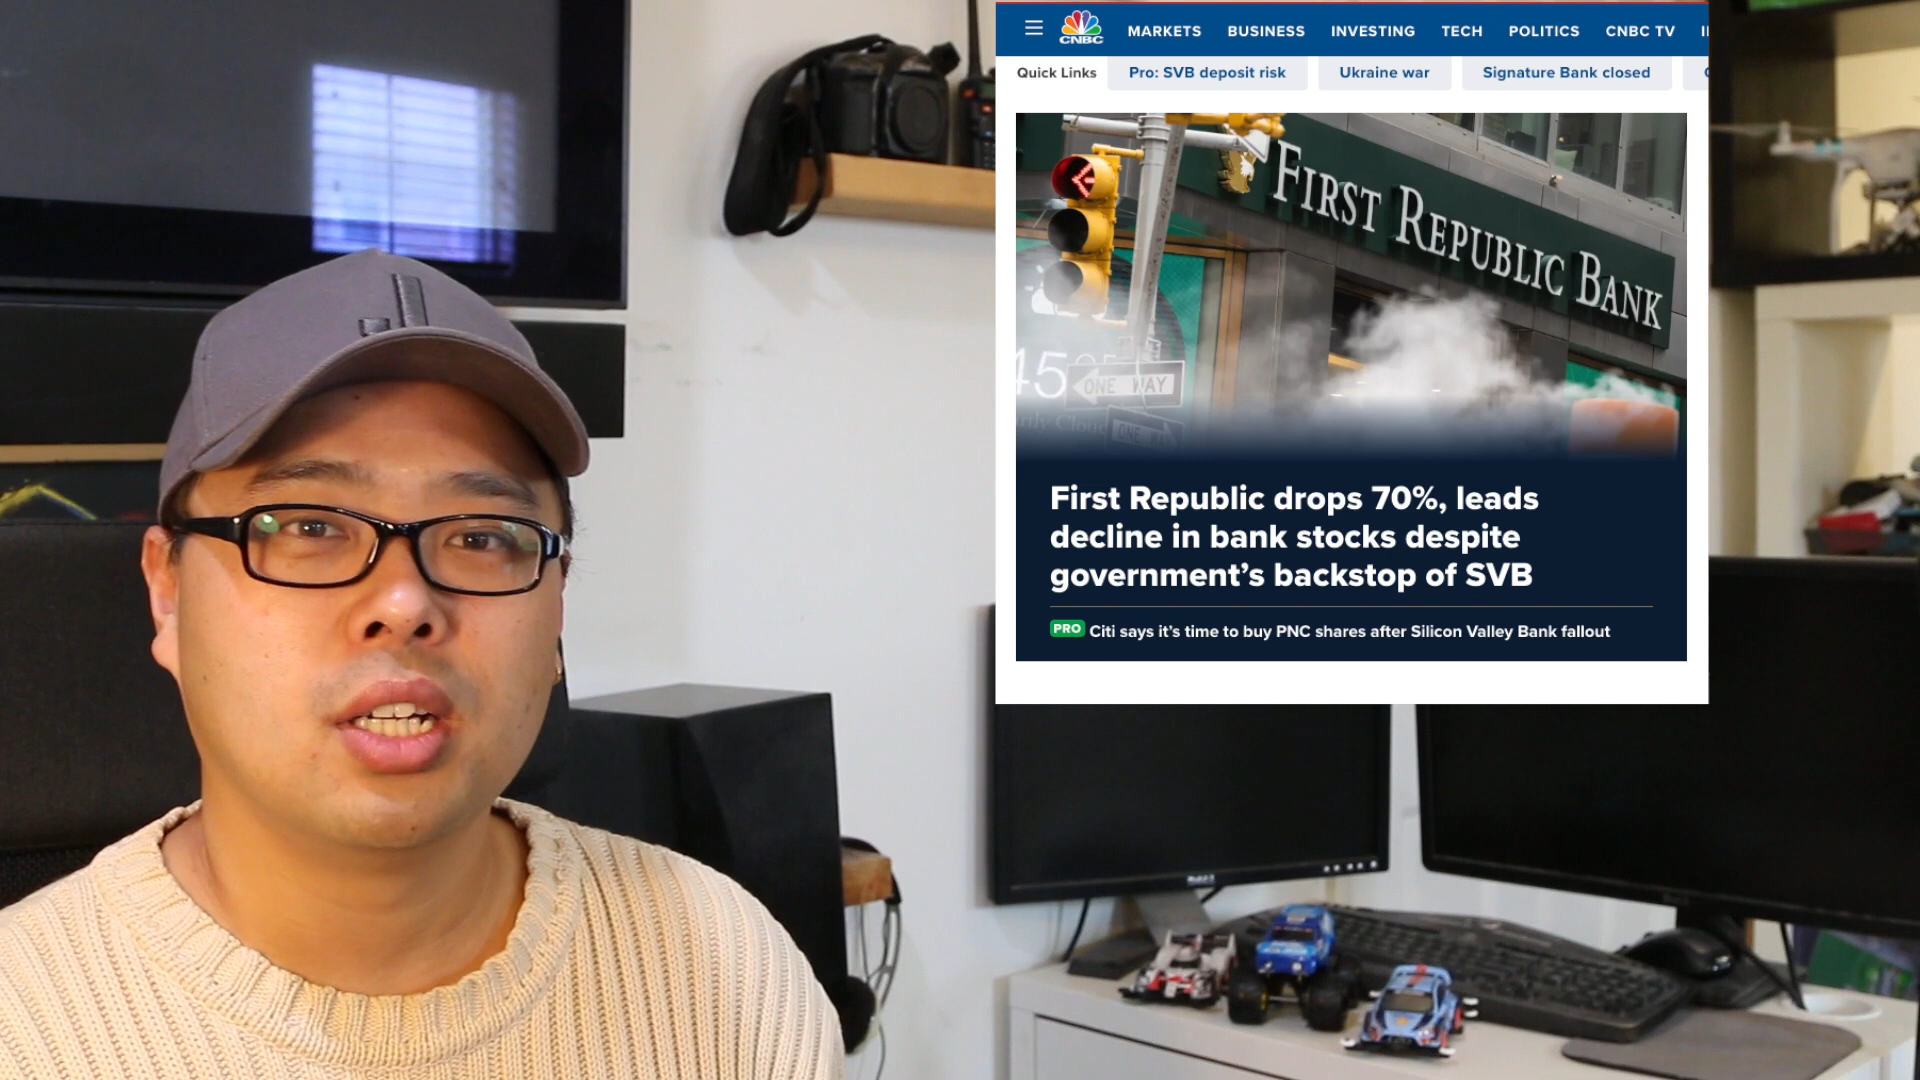 CNBC
MARKETS BUSINESS INVESTING TECH POLITICS CNBC TV
Quick Links Pro: SVB deposit risk Ukraine war Signature Bank closed
FIRST REPUBLIC BANK
45
ONE WAY
ONE
First Republic drops 70%, leads
decline in bank stocks despite
government's backstop of SVB
PRO Citi says it's time to buy PNC shares after Silicon Valley Bank fallout